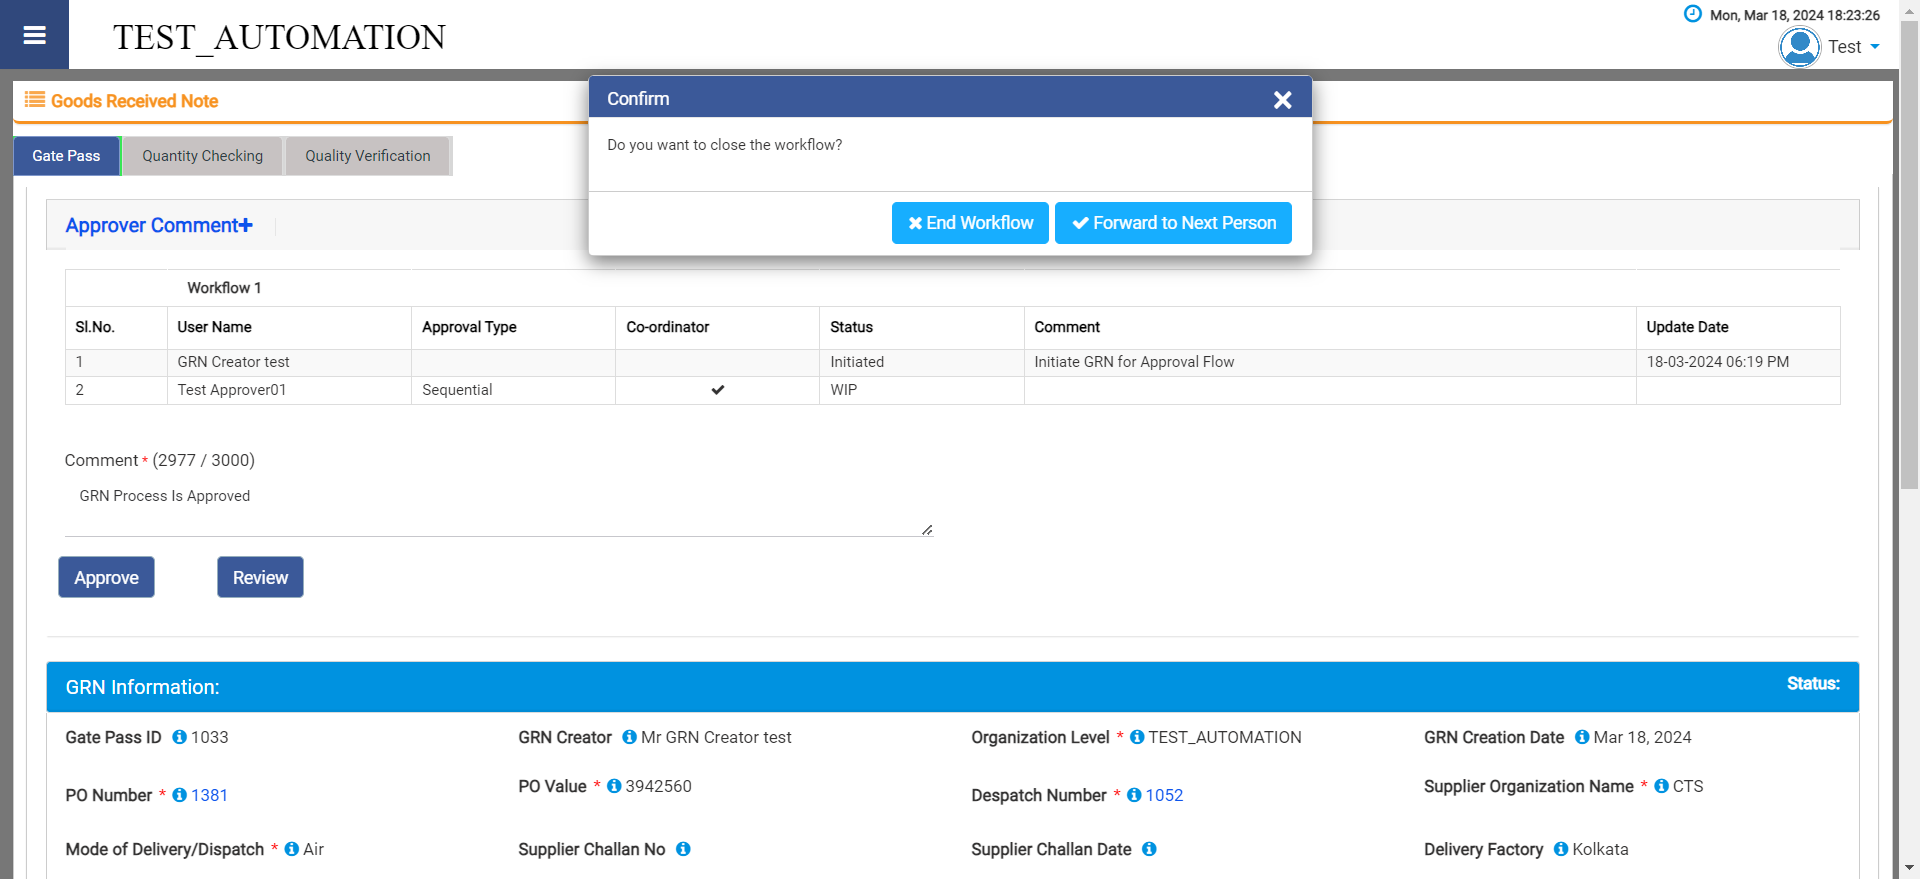 TEST_AUTOMATION
Mon, Mar 18, 2024 18:23:26
Test
Goods Received Note
Confirm
Do you want to close the workflow?
End Workflow
Forward to Next Person
Gate Pass
Quantity Checking
Quality Verification
Approver Comment
Workflow 1
Sl.No. User Name Approval Type Co-ordinator Status Comment Update Date
1 GRN Creator test Initiated Initiate GRN for Approval Flow 18-03-2024 06:19 PM
2 Test Approver01 Sequential ✔ WIP
Comment * (2977 / 3000)
GRN Process Is Approved
Approve
Review
GRN Information:
Status:
Gate Pass ID 1033
GRN Creator Mr GRN Creator test
Organization Level * TEST_AUTOMATION
GRN Creation Date Mar 18, 2024
PO Number * 1381
PO Value * 3942560
Despatch Number * 1052
Supplier Organization Name * CTS
Mode of Delivery/Dispatch * Air
Supplier Challan No
Supplier Challan Date
Delivery Factory Kolkata